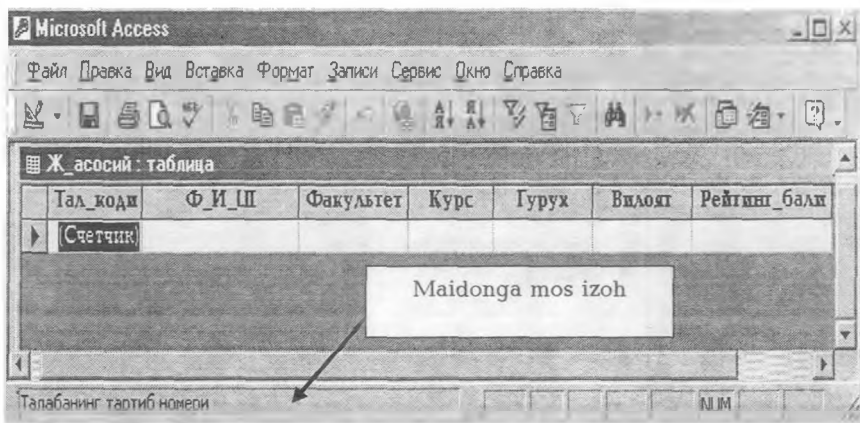 Microsoft Access
Файл Правка Вид Вставка Формат Записи Сервис Окно Справка
Ж_асосий : таблица
Тал_коди Ф_И_Ш Факультет Курс Гурух Вилоят Рейтинг_бали
(Счетчик)
Maidonga mos izoh
Талабанинг тартиб номери NUM